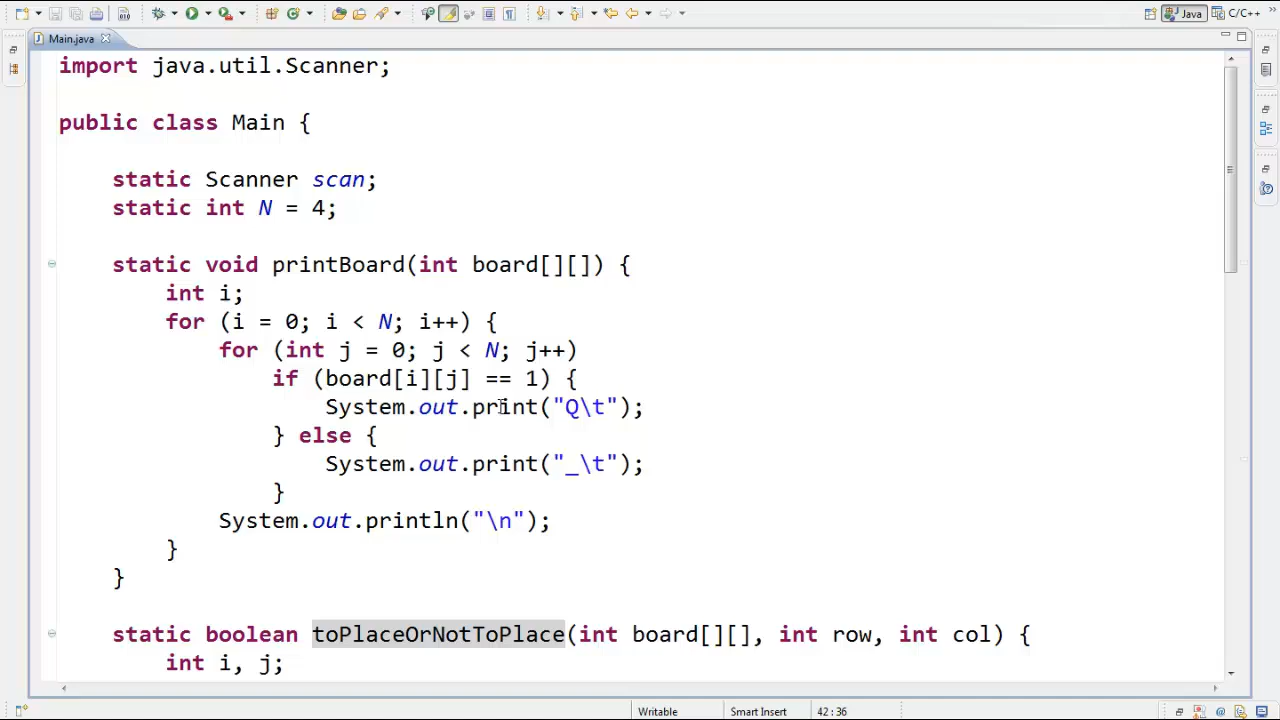 Java
C/C++
Main.java
import java.util.Scanner;
public class Main {
static Scanner scan;
static int N = 4;
static void printBoard(int board[][]) {
int i;
for (i = 0; i < N; i++) {
for (int j = 0; j < N; j++)
if (board[i][j] == 1) {
System.out.print("Q\t");
} else {
System.out.print("_\t");
}
System.out.println("\n");
}
}
static boolean toPlaceOrNotToPlace(int board[][], int row, int col) {
int i, j;
Writable
Smart Insert
42:36